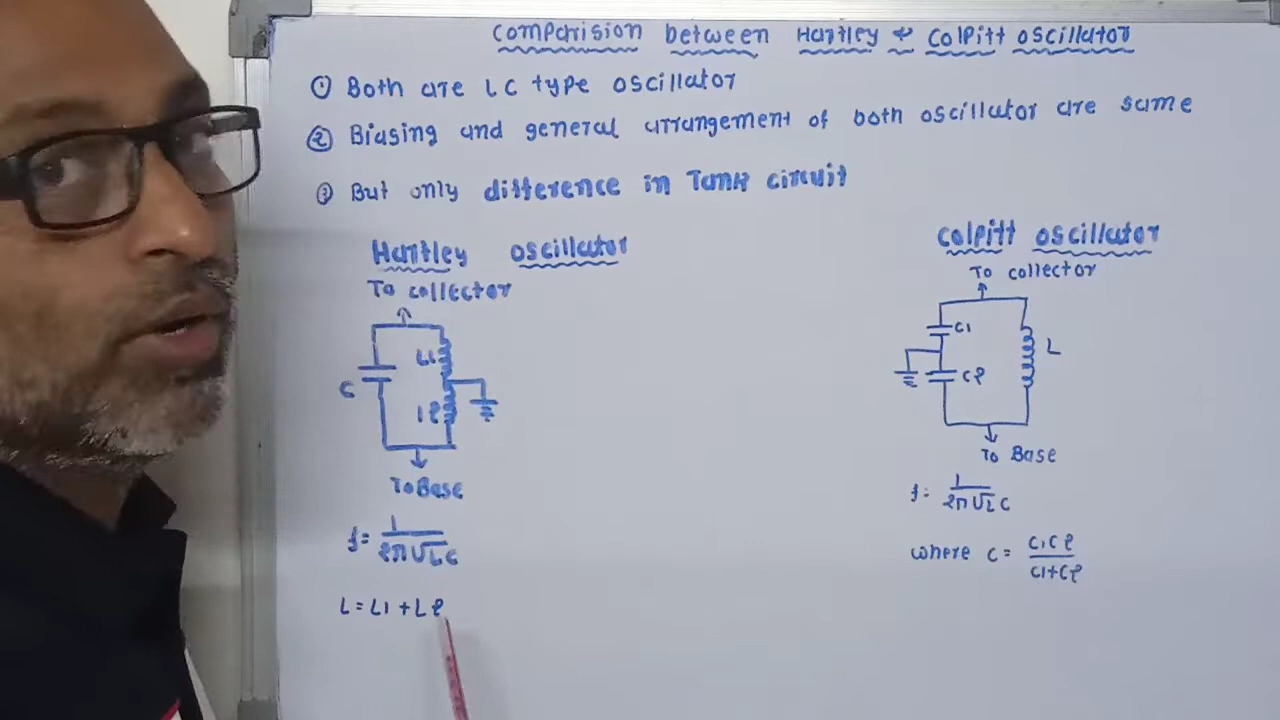 Comparision between Hartley & Colpitt oscillator
① Both are LC type oscillator
② Biasing and general arrangement of both oscillator are same
③ But only difference in Tank circuit
Hartley oscillator
To collector
L1
C
L2
To Base
f = 1/2π√LC
L = L1 + L2
Colpitt oscillator
To collector
C1
L
C2
To Base
f = 1/2π√LC
where C = C1C2/C1+C2